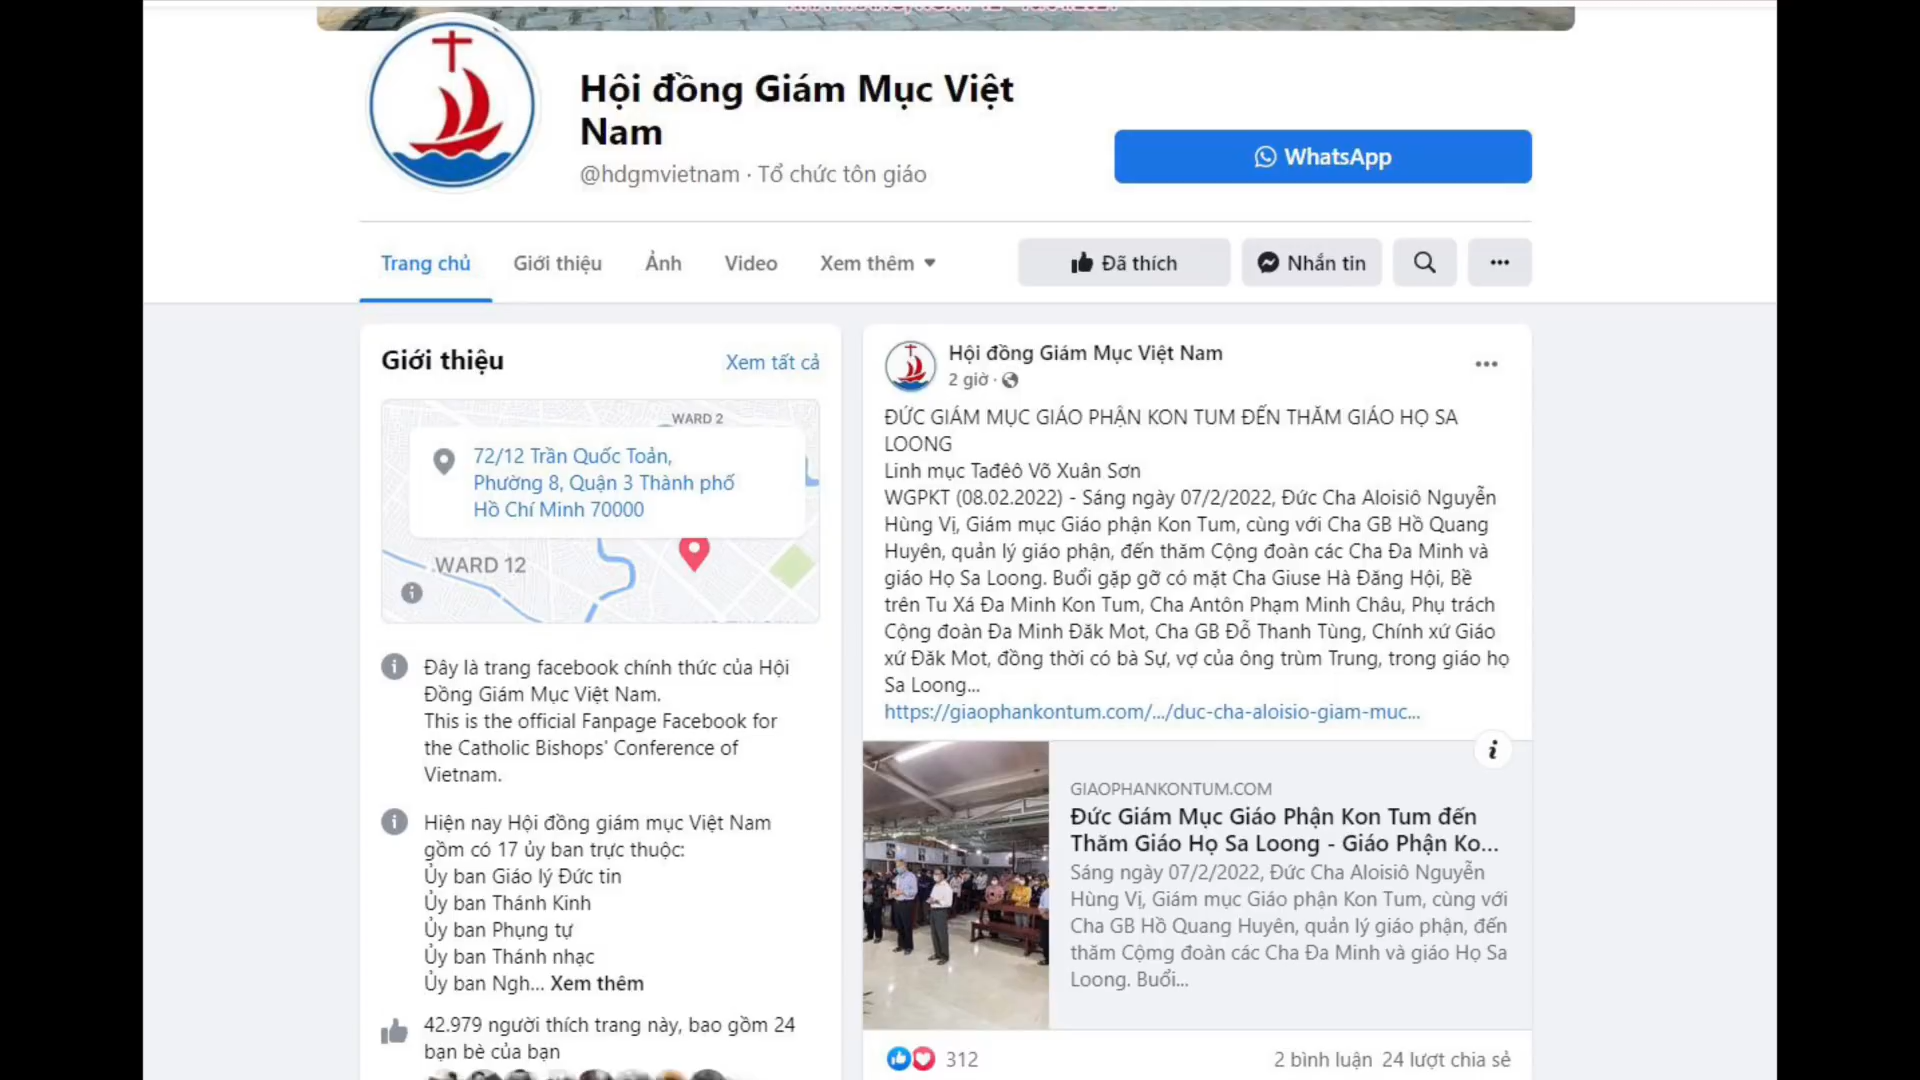 Hội đồng Giám Mục Việt
Nam
@hdgmvietnam · Tổ chức tôn giáo
WhatsApp
Trang chủ
Giới thiệu
Ảnh
Video
Xem thêm
Đã thích
Nhắn tin
Giới thiệu
Xem tất cả
WARD 2
72/12 Trần Quốc Toản,
Phường 8, Quận 3 Thành phố
Hồ Chí Minh 70000
WARD 12
Đây là trang facebook chính thức của Hội
Đồng Giám Mục Việt Nam.
This is the official Fanpage Facebook for
the Catholic Bishops' Conference of
Vietnam.
Hiện nay Hội đồng giám mục Việt Nam
gồm có 17 ủy ban trực thuộc:
Ủy ban Giáo lý Đức tin
Ủy ban Thánh Kinh
Ủy ban Phụng tự
Ủy ban Thánh nhạc
Ủy ban Ngh... Xem thêm
42.979 người thích trang này, bao gồm 24
bạn bè của bạn
Hội đồng Giám Mục Việt Nam
2 giờ ·
ĐỨC GIÁM MỤC GIÁO PHẬN KON TUM ĐẾN THĂM GIÁO HỌ SA
LOONG
Linh mục Tađêô Võ Xuân Sơn
WGPKT (08.02.2022) - Sáng ngày 07/2/2022, Đức Cha Aloisiô Nguyễn
Hùng Vị, Giám mục Giáo phận Kon Tum, cùng với Cha GB Hồ Quang
Huyên, quản lý giáo phận, đến thăm Cộng đoàn các Cha Đa Minh và
giáo Họ Sa Loong. Buổi gặp gỡ có mặt Cha Giuse Hà Đăng Hội, Bề
trên Tu Xá Đa Minh Kon Tum, Cha Antôn Phạm Minh Châu, Phụ trách
Cộng đoàn Đa Minh Đăk Mot, Cha GB Đỗ Thanh Tùng, Chính xứ Giáo
xứ Đăk Mot, đồng thời có bà Sự, vợ của ông trùm Trung, trong giáo họ
Sa Loong...
https://giaophankontum.com/.../duc-cha-aloisio-giam-muc...
GIAOPHANKONTUM.COM
Đức Giám Mục Giáo Phận Kon Tum đến
Thăm Giáo Họ Sa Loong - Giáo Phận Ko...
Sáng ngày 07/2/2022, Đức Cha Aloisiô Nguyễn
Hùng Vị, Giám mục Giáo phận Kon Tum, cùng với
Cha GB Hồ Quang Huyên, quản lý giáo phận, đến
thăm Cộmg đoàn các Cha Đa Minh và giáo Họ Sa
Loong. Buổi...
312
2 bình luận 24 lượt chia sẻ